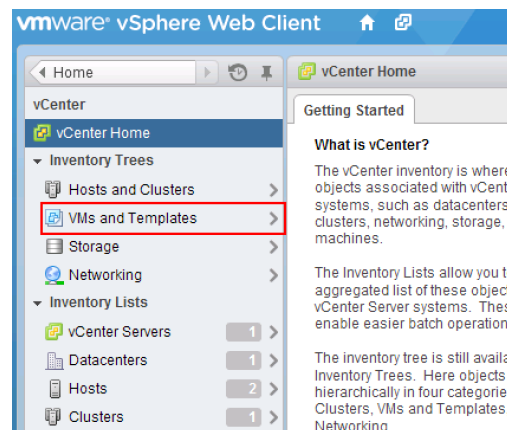 vmware® vSphere Web Client
Home
vCenter
vCenter Home
Inventory Trees
Hosts and Clusters
VMs and Templates
Storage
Networking
Inventory Lists
vCenter Servers 1
Datacenters 1
Hosts 2
Clusters 1
vCenter Home
Getting Started
What is vCenter?
The vCenter inventory is where
objects associated with vCent
systems, such as datacenters
clusters, networking, storage,
machines.
The Inventory Lists allow you t
aggregated list of these objec
vCenter Server systems. Thes
enable easier batch operation
The inventory tree is still availa
Inventory Trees. Here objects
hierarchically in four categorie
Clusters, VMs and Templates
Networking